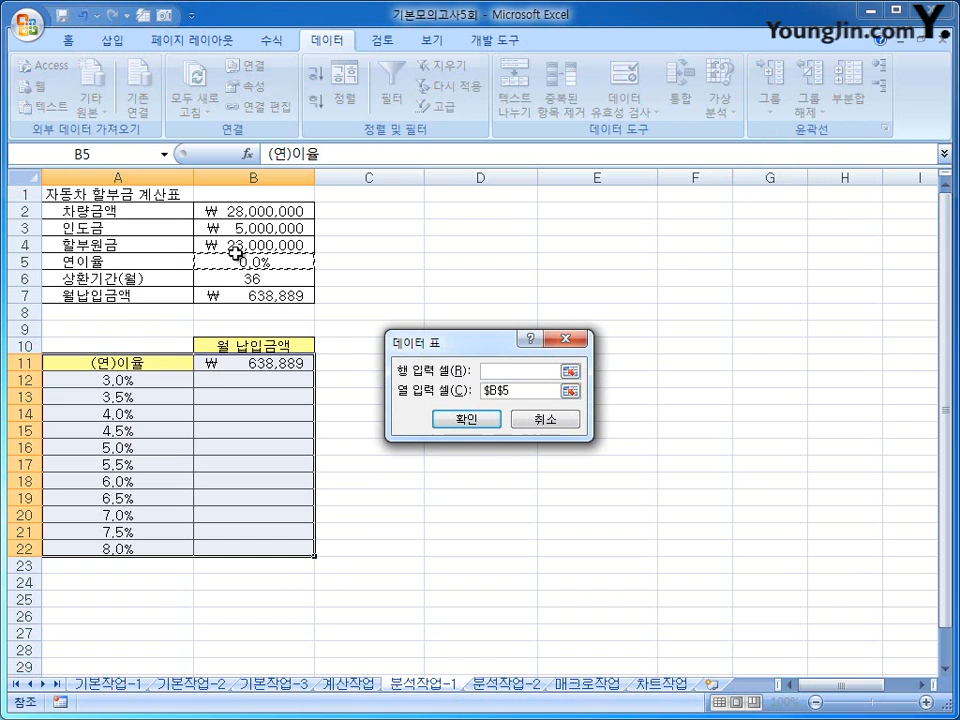 기본모의고사5회 - Microsoft Excel
YoungJin.com Y.
홈 삽입 페이지 레이아웃 수식 데이터 검토 보기 개발 도구
Access
웹
텍스트
기타 원본
기존 연결
외부 데이터 가져오기
모두 새로 고침
연결
속성
연결 편집
연결
정렬
필터
지우기
다시 적용
고급
정렬 및 필터
텍스트 나누기
중복된 항목 제거
데이터 유효성 검사
통합
가상 분석
데이터 도구
그룹
그룹 해제
부분합
윤곽선
B5 fx (연)이율
A B C D E F G H I
1 자동차 할부금 계산표
2 차량금액 ₩ 28,000,000
3 인도금 ₩ 5,000,000
4 할부원금 ₩ 23,000,000
5 연이율 0.0%
6 상환기간(월) 36
7 월납입금액 ₩ 638,889
8
9
10 월 납입금액
11 (연)이율 ₩ 638,889
12 3.0%
13 3.5%
14 4.0%
15 4.5%
16 5.0%
17 5.5%
18 6.0%
19 6.5%
20 7.0%
21 7.5%
22 8.0%
23
24
25
26
27
28
29
데이터 표
행 입력 셀(R):
열 입력 셀(C): $B$5
확인 취소
기본작업-1 기본작업-2 기본작업-3 계산작업 분석작업-1 분석작업-2 매크로작업 차트작업
참조 100%